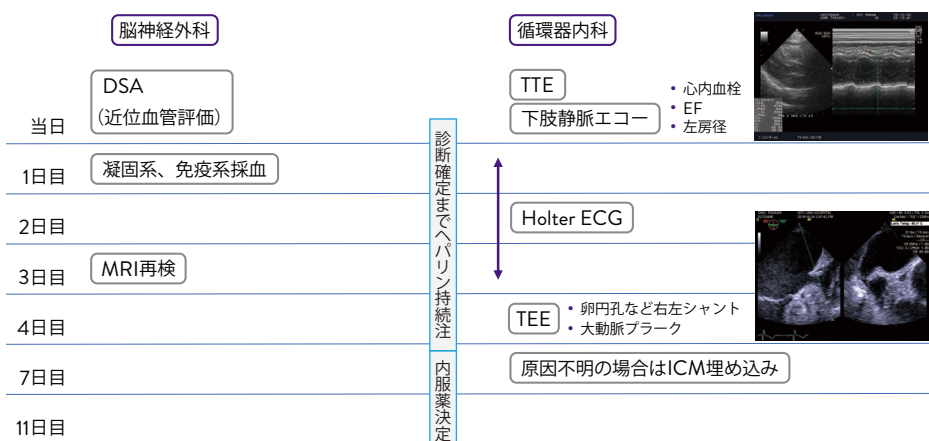 脳神経外科
循環器内科
DSA
(近位血管評価)
TTE
下肢静脈エコー
• 心内血栓
• EF
• 左房径
当日
1日目
凝固系、免疫系採血
2日目
Holter ECG
3日目
MRI再検
4日目
TEE
• 卵円孔など右左シャント
• 大動脈プラーク
7日目
原因不明の場合はICM埋め込み
11日目
診断確定までヘパリン持続注
内服薬決定